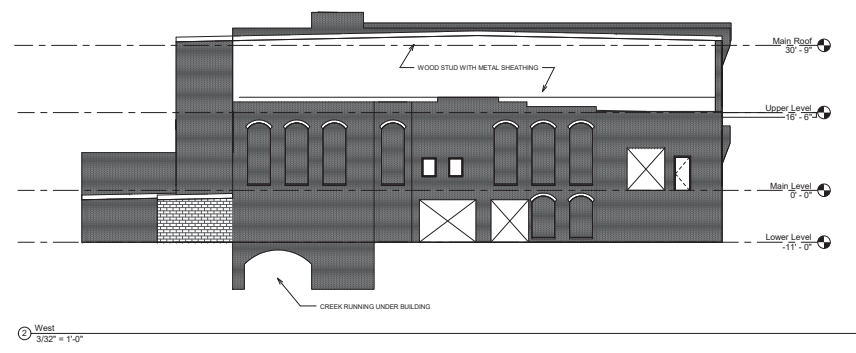 Main Roof
30' - 9"
WOOD STUD WITH METAL SHEATHING
Upper Level
16' - 6"
Main Level
0' - 0"
Lower Level
-11' - 0"
CREEK RUNNING UNDER BUILDING
2
West
3/32" = 1'-0"